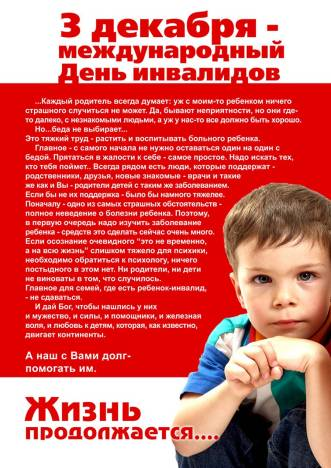 3 декабря -
международный
День инвалидов
...Каждый родитель всегда думает: уж с моим-то ребенком ничего
страшного случиться не может. Да, бывают неприятности, но они где-
то далеко, с незнакомыми людьми, а уж у нас-то все должно быть хорошо.
Но...беда не выбирает...
Это тяжкий труд - растить и воспитывать больного ребенка.
Главное - с самого начала не нужно оставаться один на один с
бедой. Прятаться в жалости к себе - самое простое. Надо искать тех,
кто тебя поймет. Всегда рядом есть люди, которые поддержат -
родственники, друзья, новые знакомые - врачи и такие
же как и Вы - родители детей с таким же заболеванием.
Если бы не их поддержка - было бы намного тяжелее.
Поначалу - одно из самых страшных обстоятельств -
полное неведение о болезни ребенка. Поэтому,
в первую очередь надо изучить заболевание
ребенка - средств это сделать сейчас очень много.
Если осознание очевидного “это не временно,
а на всю жизнь” слишком тяжело для психики,
необходимо обратиться к психологу, ничего
постыдного в этом нет. Ни родители, ни дети
не виноваты в том, что случилось.
Главное для семьи, где есть ребенок-инвалид,
- не сдаваться.
И дай Бог, чтобы нашлись у них
и мужество, и силы, и помощники, и железная
воля, и любовь к детям, которая, как известно,
двигает континенты.
А наш с Вами долг-
помогать им.
Жизнь
продолжается....